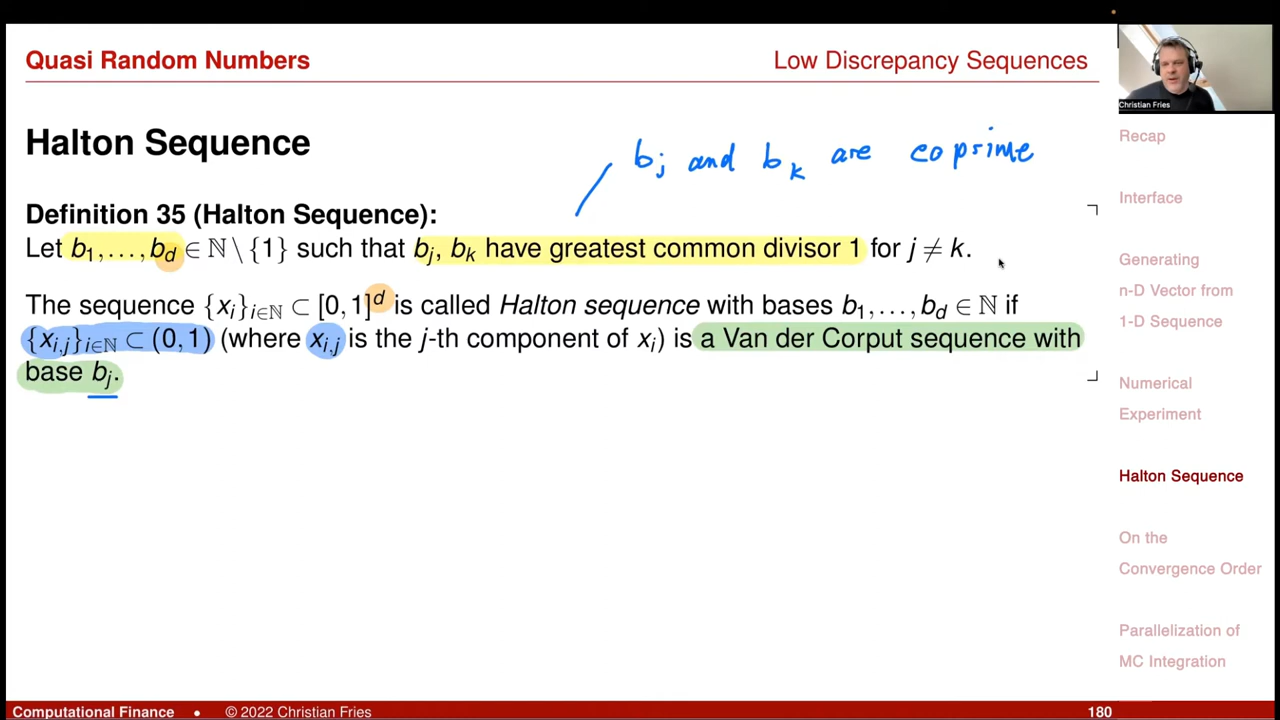 Quasi Random Numbers
Low Discrepancy Sequences
Christian Fries
Halton Sequence
b_j and b_k are coprime
Definition 35 (Halton Sequence):
Let b_1, . . . , b_d ∈ ℕ \ {1} such that b_j, b_k have greatest common divisor 1 for j ≠ k.
The sequence {x_i}_{i∈ℕ} ⊂ [0, 1]^d is called Halton sequence with bases b_1, . . . , b_d ∈ ℕ if
{x_{i,j}}_{i∈ℕ} ⊂ (0, 1) (where x_{i,j} is the j-th component of x_i) is a Van der Corput sequence with
base b_j.
Recap
Interface
Generating
n-D Vector from
1-D Sequence
Numerical
Experiment
Halton Sequence
On the
Convergence Order
Parallelization of
MC Integration
Computational Finance • © 2022 Christian Fries
180